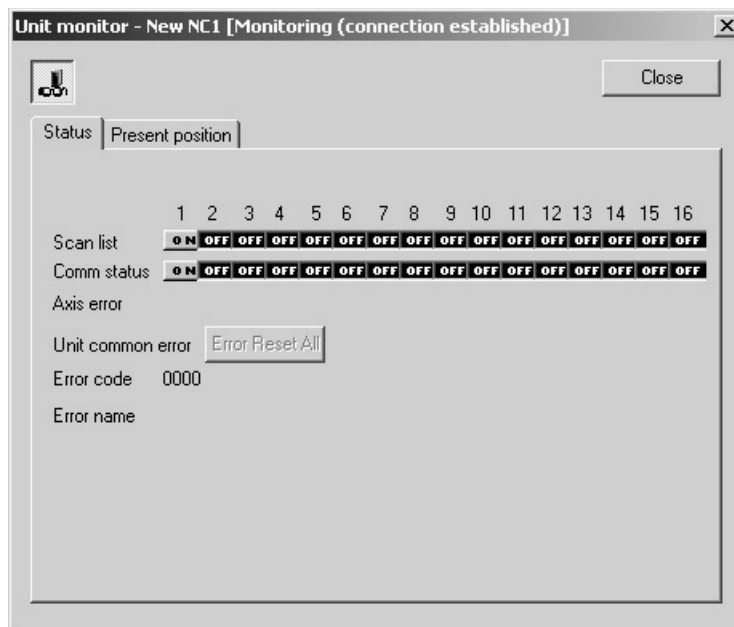 Unit monitor - New NC1 [Monitoring (connection established)]
Close
Status Present position
1 2 3 4 5 6 7 8 9 10 11 12 13 14 15 16
Scan list ON OFF OFF OFF OFF OFF OFF OFF OFF OFF OFF OFF OFF OFF OFF OFF
Comm status ON OFF OFF OFF OFF OFF OFF OFF OFF OFF OFF OFF OFF OFF OFF OFF
Axis error
Unit common error Error Reset All
Error code 0000
Error name